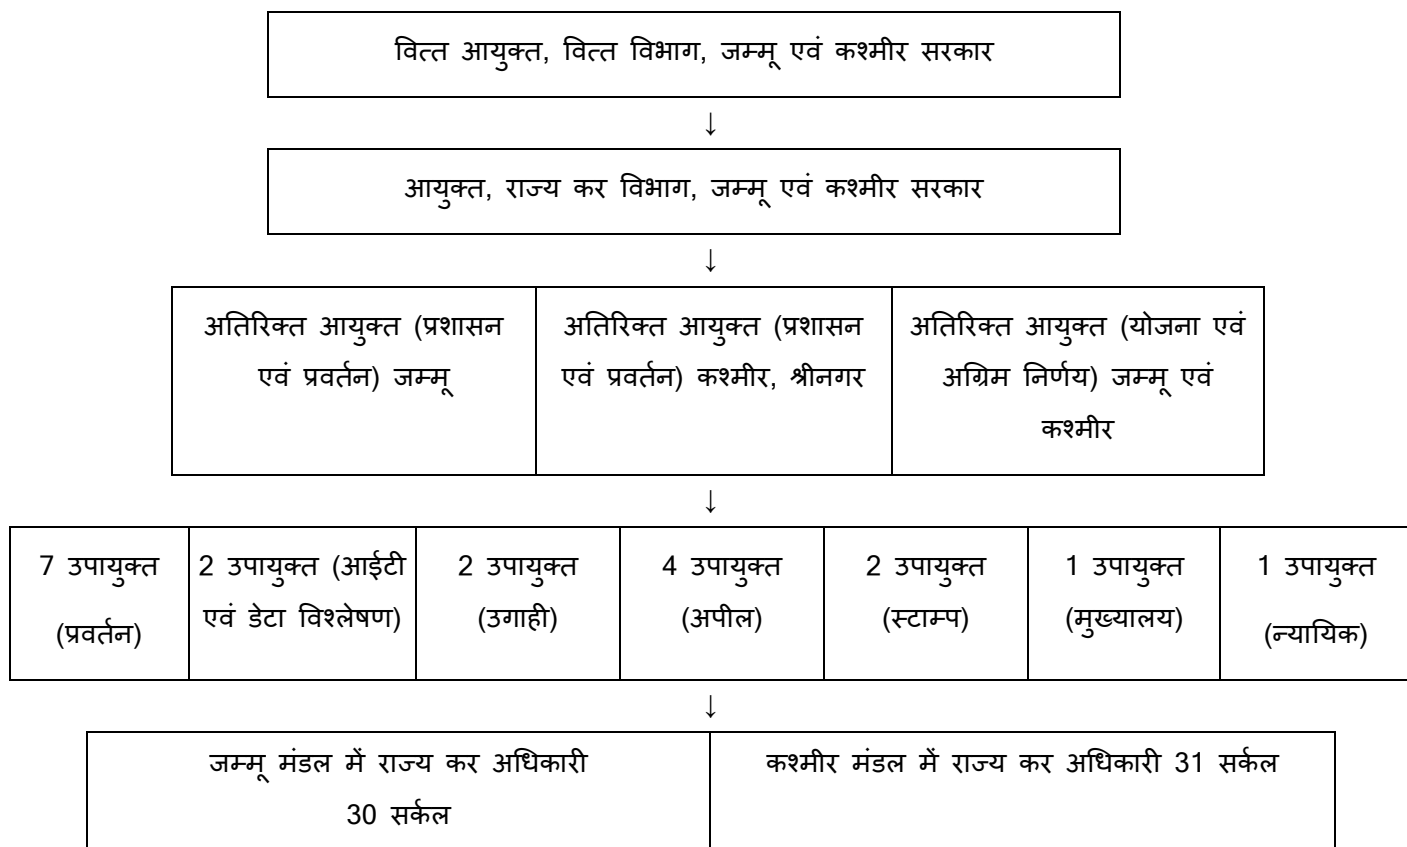 वित्त आयुक्त, वित्त विभाग, जम्मू एवं कश्मीर सरकार
↓
आयुक्त, राज्य कर विभाग, जम्मू एवं कश्मीर सरकार
↓
अतिरिक्त आयुक्त (प्रशासन
एवं प्रवर्तन) जम्मू
अतिरिक्त आयुक्त (प्रशासन
एवं प्रवर्तन) कश्मीर, श्रीनगर
अतिरिक्त आयुक्त (योजना एवं
अग्रिम निर्णय) जम्मू एवं
कश्मीर
↓
7 उपायुक्त
(प्रवर्तन)
2 उपायुक्त (आईटी
एवं डेटा विश्लेषण)
2 उपायुक्त
(उगाही)
4 उपायुक्त
(अपील)
2 उपायुक्त
(स्टाम्प)
1 उपायुक्त
(मुख्यालय)
1 उपायुक्त
(न्यायिक)
↓
जम्मू मंडल में राज्य कर अधिकारी
30 सर्कल
कश्मीर मंडल में राज्य कर अधिकारी 31 सर्कल